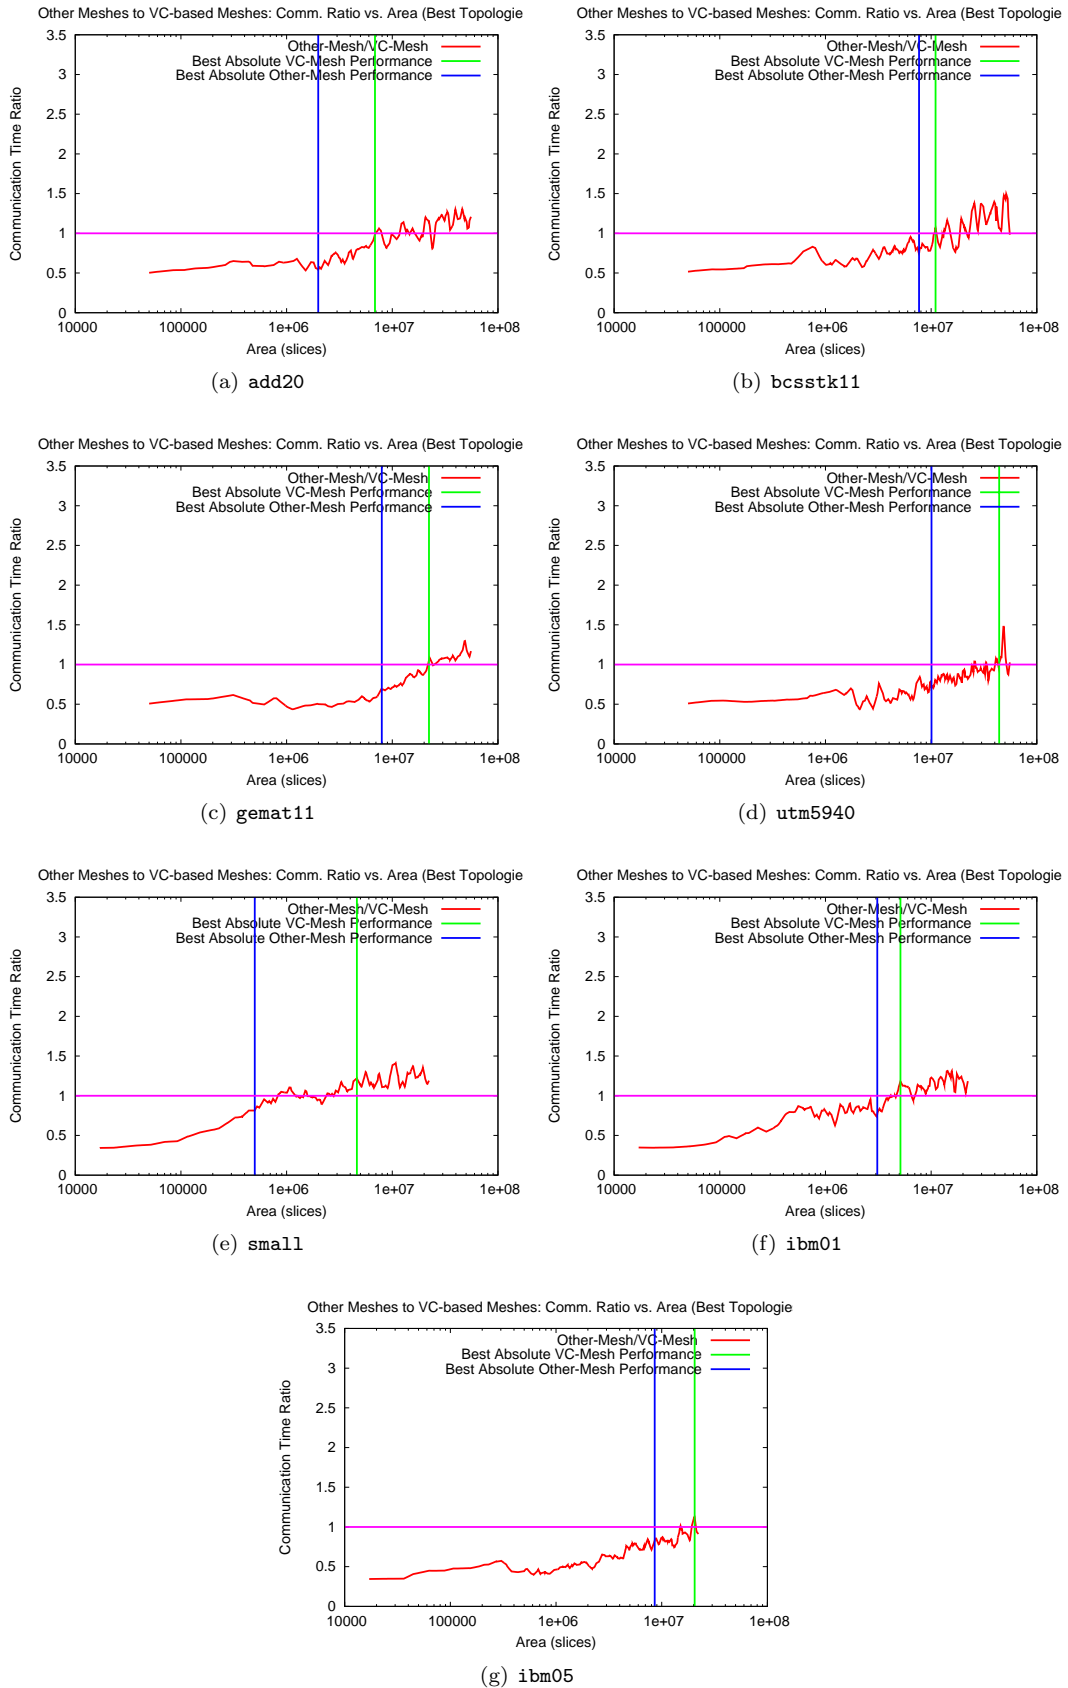 Other Meshes to VC-based Meshes: Comm. Ratio vs. Area (Best Topologie
Communication Time Ratio
3.5
3
2.5
2
1.5
1
0.5
0
Other-Mesh/VC-Mesh
Best Absolute VC-Mesh Performance
Best Absolute Other-Mesh Performance
10000 100000 1e+06 1e+07 1e+08
Area (slices)
(a) add20
Other Meshes to VC-based Meshes: Comm. Ratio vs. Area (Best Topologie
Communication Time Ratio
3.5
3
2.5
2
1.5
1
0.5
0
Other-Mesh/VC-Mesh
Best Absolute VC-Mesh Performance
Best Absolute Other-Mesh Performance
10000 100000 1e+06 1e+07 1e+08
Area (slices)
(b) bcsstk11
Other Meshes to VC-based Meshes: Comm. Ratio vs. Area (Best Topologie
Communication Time Ratio
3.5
3
2.5
2
1.5
1
0.5
0
Other-Mesh/VC-Mesh
Best Absolute VC-Mesh Performance
Best Absolute Other-Mesh Performance
10000 100000 1e+06 1e+07 1e+08
Area (slices)
(c) gemat11
Other Meshes to VC-based Meshes: Comm. Ratio vs. Area (Best Topologie
Communication Time Ratio
3.5
3
2.5
2
1.5
1
0.5
0
Other-Mesh/VC-Mesh
Best Absolute VC-Mesh Performance
Best Absolute Other-Mesh Performance
10000 100000 1e+06 1e+07 1e+08
Area (slices)
(d) utm5940
Other Meshes to VC-based Meshes: Comm. Ratio vs. Area (Best Topologie
Communication Time Ratio
3.5
3
2.5
2
1.5
1
0.5
0
Other-Mesh/VC-Mesh
Best Absolute VC-Mesh Performance
Best Absolute Other-Mesh Performance
10000 100000 1e+06 1e+07 1e+08
Area (slices)
(e) small
Other Meshes to VC-based Meshes: Comm. Ratio vs. Area (Best Topologie
Communication Time Ratio
3.5
3
2.5
2
1.5
1
0.5
0
Other-Mesh/VC-Mesh
Best Absolute VC-Mesh Performance
Best Absolute Other-Mesh Performance
10000 100000 1e+06 1e+07 1e+08
Area (slices)
(f) ibm01
Other Meshes to VC-based Meshes: Comm. Ratio vs. Area (Best Topologie
Communication Time Ratio
3.5
3
2.5
2
1.5
1
0.5
0
Other-Mesh/VC-Mesh
Best Absolute VC-Mesh Performance
Best Absolute Other-Mesh Performance
10000 100000 1e+06 1e+07 1e+08
Area (slices)
(g) ibm05